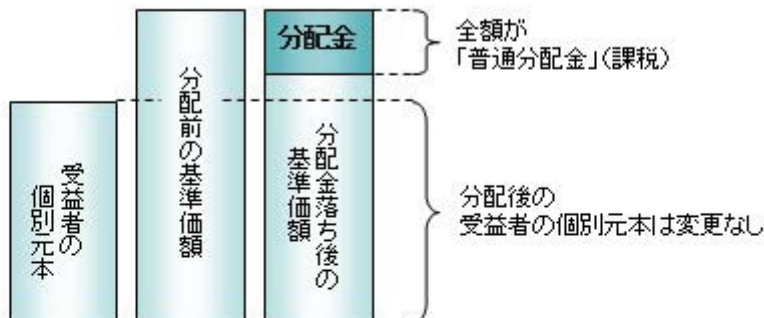 受益者の
個別元本
分配前の基準価額
分配金
分配金落ち後の
基準価額
全額が
「普通分配金」(課税)
分配後の
受益者の個別元本は変更なし